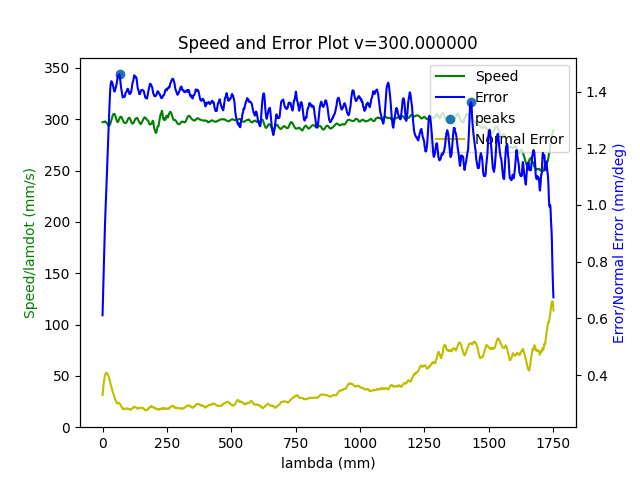 Speed and Error Plot v=300.000000
350
300
250
200
150
100
50
0
Speed/lamdot (mm/s)
1.4
1.2
1.0
0.8
0.6
0.4
Error/Normal Error (mm/deg)
Speed
Error
peaks
Normal Error
0 250 500 750 1000 1250 1500 1750
lambda (mm)